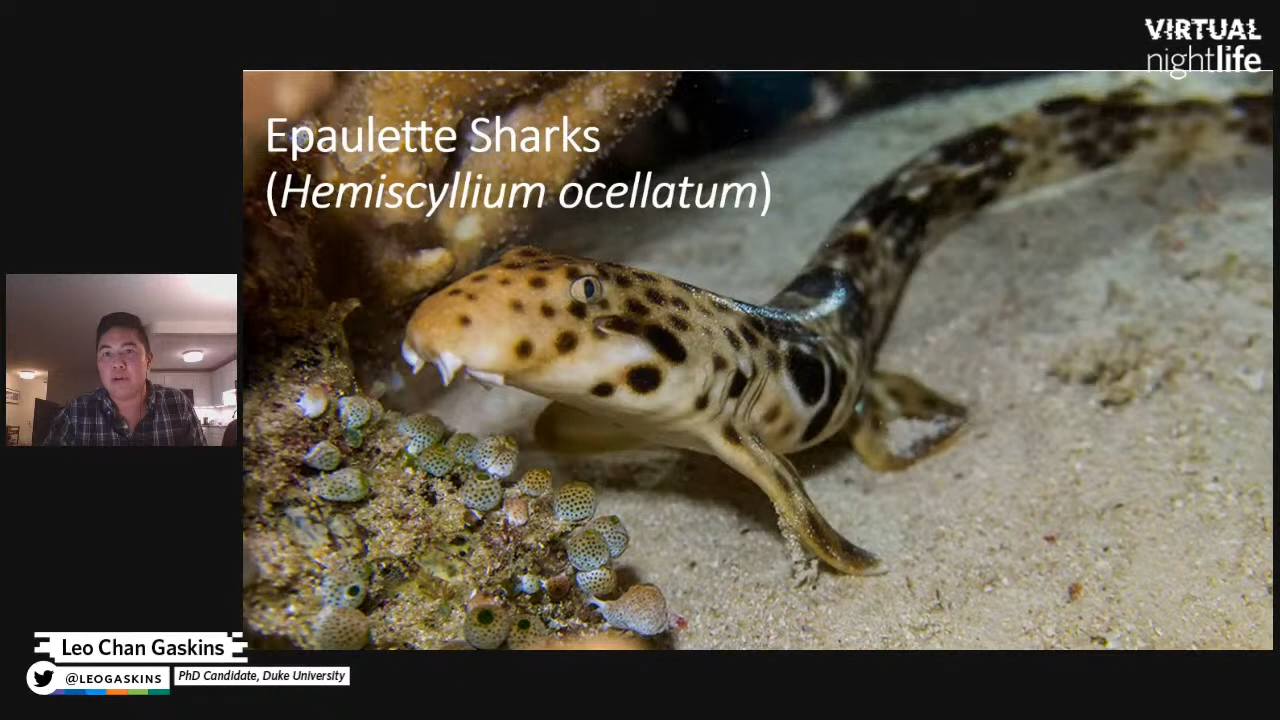 VIRTUAL
nightlife
Epaulette Sharks
(Hemiscyllium ocellatum)
Leo Chan Gaskins
@LEOGASKINS
PhD Candidate, Duke University